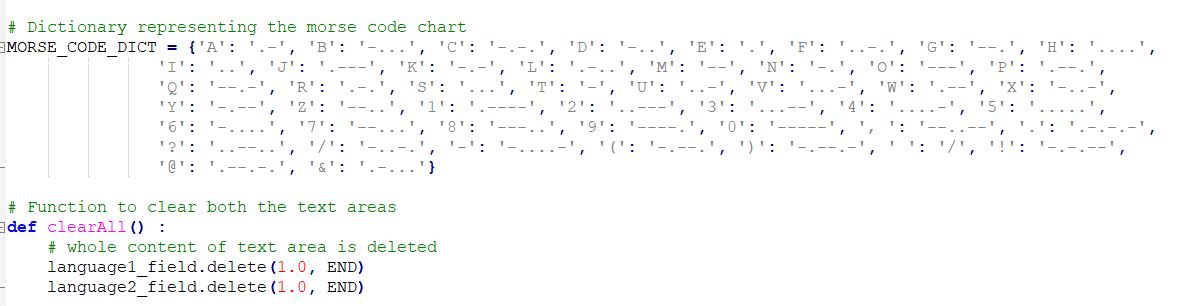 # Dictionary representing the morse code chart
MORSE_CODE_DICT = {'A': '.-', 'B': '-...', 'C': '-.-.', 'D': '-..', 'E': '.', 'F': '..-.', 'G': '--.', 'H': '....',
'I': '..', 'J': '.---', 'K': '-.-', 'L': '.-..', 'M': '--', 'N': '-.', 'O': '---', 'P': '.--.',
'Q': '--.-', 'R': '.-.', 'S': '...', 'T': '-', 'U': '..-', 'V': '...-', 'W': '.--', 'X': '-..-',
'Y': '-.--', 'Z': '--..', '1': '.----', '2': '..---', '3': '...--', '4': '....-', '5': '.....',
'6': '-....', '7': '--...', '8': '---..', '9': '----.', '0': '-----', ', ': '--..--', '.': '.-.-.-',
'?': '..--..', '/': '-..-.', '-': '-....-', '(': '-.--.', ')': '-.--.-', ' ': '/', '!': '-.-.--',
'@': '.--.-.', '&': '.-...'}
# Function to clear both the text areas
def clearAll() :
# whole content of text area is deleted
language1_field.delete(1.0, END)
language2_field.delete(1.0, END)